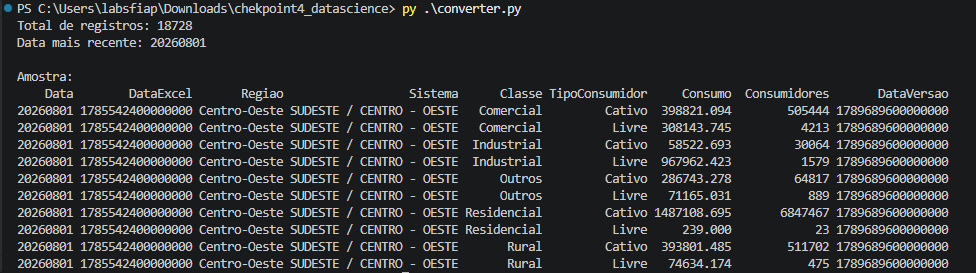 PS C:\Users\labsfiap\Downloads\chekpoint4_datascience> py .\converter.py
Total de registros: 18728
Data mais recente: 20260801
Amostra:
Data DataExcel Regiao Sistema Classe TipoConsumidor Consumo Consumidores DataVersao
20260801 1785542400000000 Centro-Oeste SUDESTE / CENTRO - OESTE Comercial Cativo 398821.094 505444 1789689600000000
20260801 1785542400000000 Centro-Oeste SUDESTE / CENTRO - OESTE Comercial Livre 308143.745 4213 1789689600000000
20260801 1785542400000000 Centro-Oeste SUDESTE / CENTRO - OESTE Industrial Cativo 58522.693 30064 1789689600000000
20260801 1785542400000000 Centro-Oeste SUDESTE / CENTRO - OESTE Industrial Livre 967962.423 1579 1789689600000000
20260801 1785542400000000 Centro-Oeste SUDESTE / CENTRO - OESTE Outros Cativo 286743.278 64817 1789689600000000
20260801 1785542400000000 Centro-Oeste SUDESTE / CENTRO - OESTE Outros Livre 71165.031 889 1789689600000000
20260801 1785542400000000 Centro-Oeste SUDESTE / CENTRO - OESTE Residencial Cativo 1487108.695 6847467 1789689600000000
20260801 1785542400000000 Centro-Oeste SUDESTE / CENTRO - OESTE Residencial Livre 239.000 23 1789689600000000
20260801 1785542400000000 Centro-Oeste SUDESTE / CENTRO - OESTE Rural Cativo 393801.485 511702 1789689600000000
20260801 1785542400000000 Centro-Oeste SUDESTE / CENTRO - OESTE Rural Livre 74634.174 475 1789689600000000